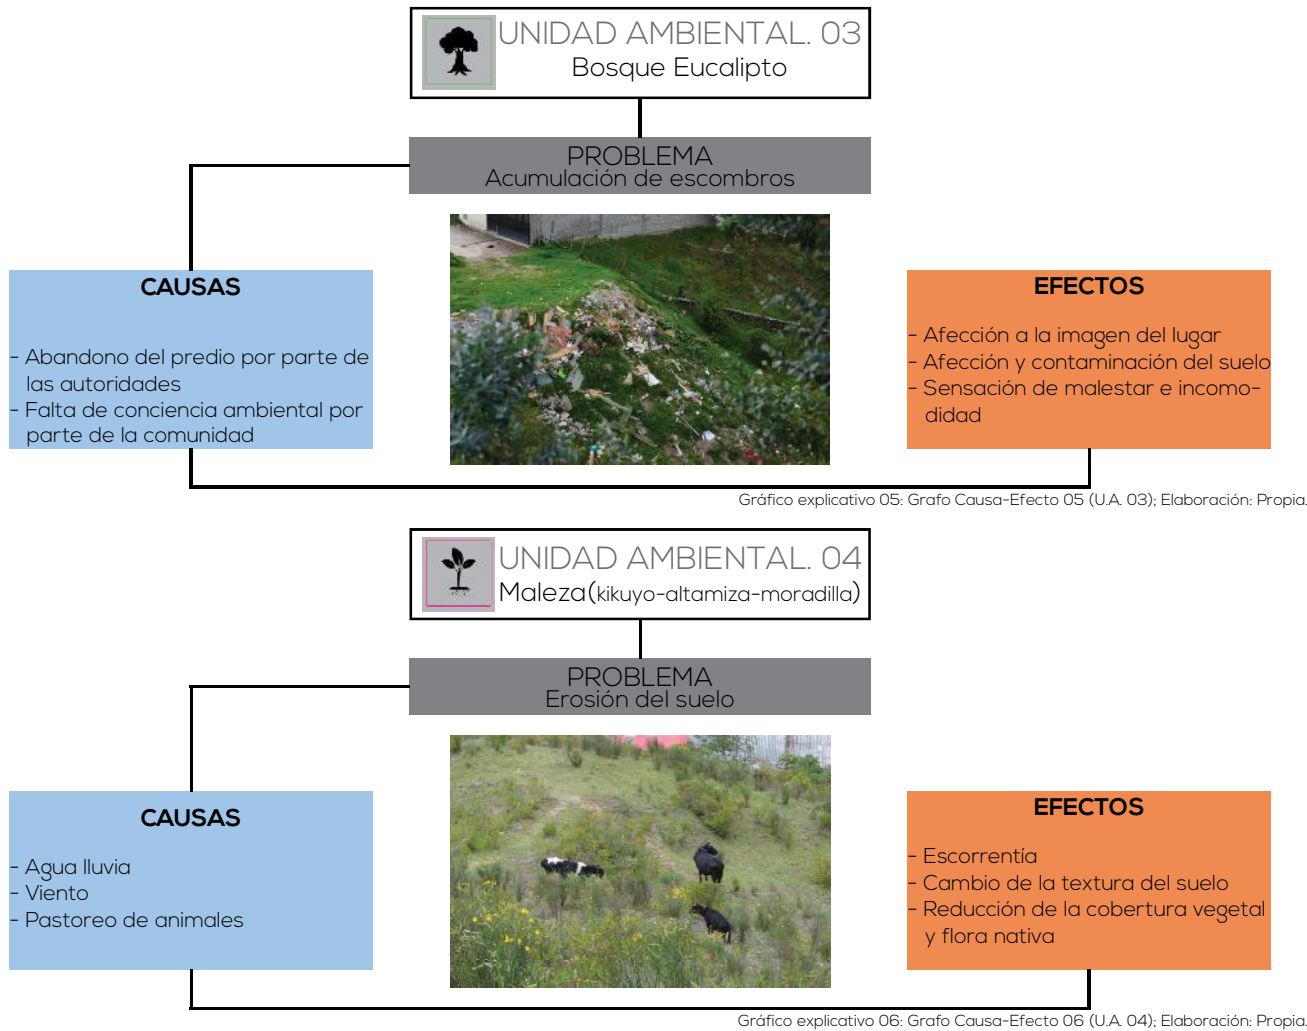 UNIDAD AMBIENTAL. 03
Bosque Eucalipto
PROBLEMA
Acumulación de escombros
CAUSAS
- Abandono del predio por parte de
las autoridades
- Falta de conciencia ambiental por
parte de la comunidad
EFECTOS
- Afección a la imagen del lugar
- Afección y contaminación del suelo
- Sensación de malestar e incomo-
didad
Gráfico explicativo 05: Grafo Causa-Efecto 05 (U.A. 03); Elaboración: Propia.
UNIDAD AMBIENTAL. 04
Maleza(kikuyo-altamiza-moradilla)
PROBLEMA
Erosión del suelo
CAUSAS
- Agua lluvia
- Viento
- Pastoreo de animales
EFECTOS
- Escorrentía
- Cambio de la textura del suelo
- Reducción de la cobertura vegetal
y flora nativa
Gráfico explicativo 06: Grafo Causa-Efecto 06 (U.A. 04); Elaboración: Propia.